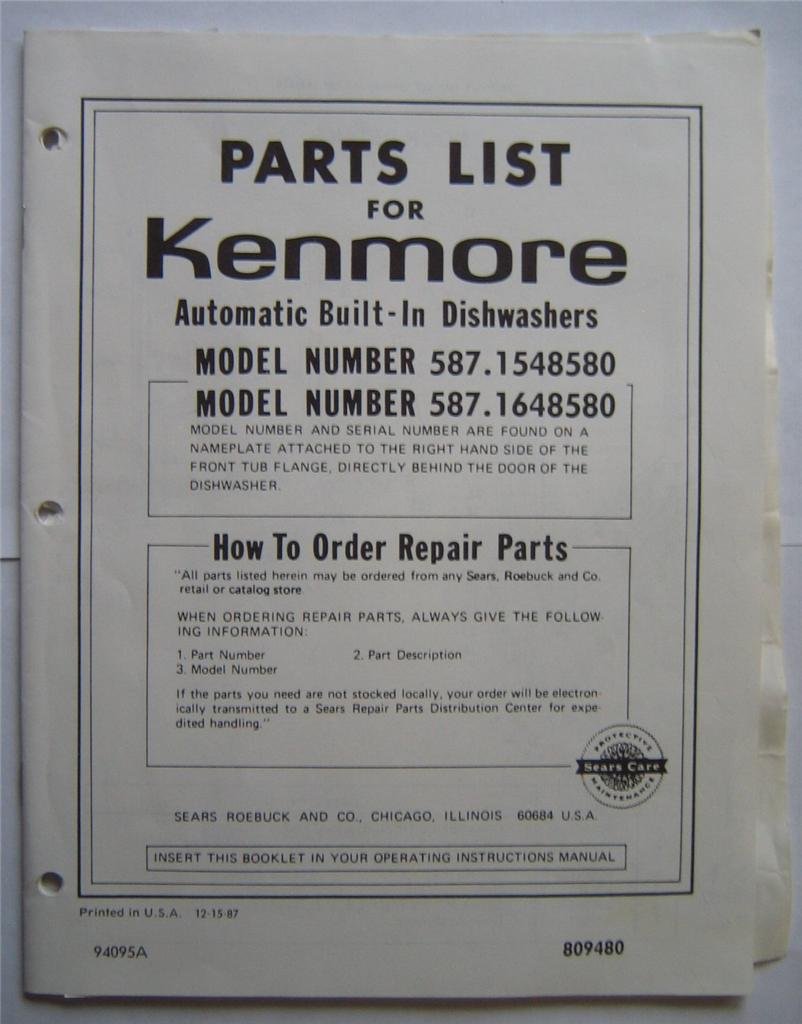 PARTS LIST
FOR
Kenmore
Automatic Built-In Dishwashers
MODEL NUMBER 587.1548580
MODEL NUMBER 587.1648580
MODEL NUMBER AND SERIAL NUMBER ARE FOUND ON A
NAMEPLATE ATTACHED TO THE RIGHT HAND SIDE OF THE
FRONT TUB FLANGE, DIRECTLY BEHIND THE DOOR OF THE
DISHWASHER.
How To Order Repair Parts
"All parts listed herein may be ordered from any Sears, Roebuck and Co.
retail or catalog store
WHEN ORDERING REPAIR PARTS, ALWAYS GIVE THE FOLLOW-
ING INFORMATION:
1. Part Number 2. Part Description
3. Model Number
If the parts you need are not stocked locally, your order will be electron-
ically transmitted to a Sears Repair Parts Distribution Center for expe-
dited handling."
PROTECTIVE
Sears Care
MAINTENANCE
SEARS ROEBUCK AND CO., CHICAGO, ILLINOIS 60684 U.S.A.
INSERT THIS BOOKLET IN YOUR OPERATING INSTRUCTIONS MANUAL
Printed in U.S.A. 12-15-87
94095A 809480